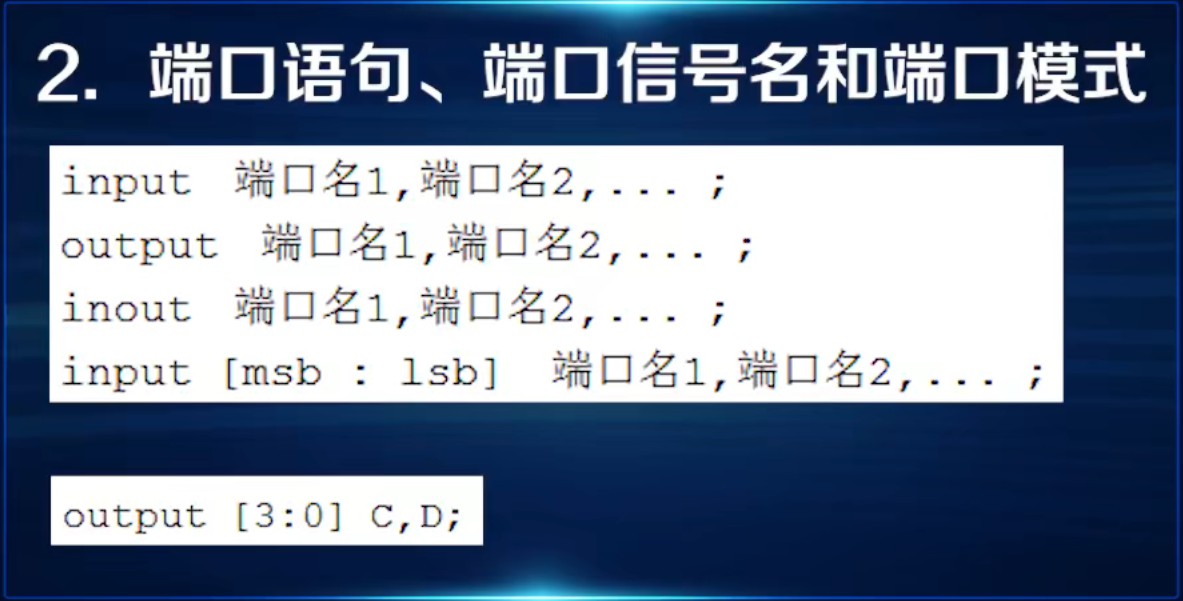 2. 端口语句、端口信号名和端口模式
input 端口名1,端口名2,... ;
output 端口名1,端口名2,... ;
inout 端口名1,端口名2,... ;
input [msb : lsb] 端口名1,端口名2,... ;
output [3:0] C,D;